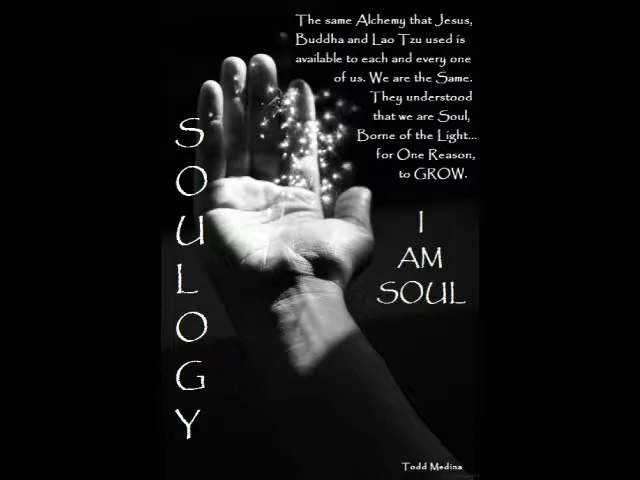 The same Alchemy that Jesus,
Buddha and Lao Tzu used is
available to each and every one
of us. We are the Same.
They understood
that we are Soul,
Borne of the Light...
for One Reason,
to GROW.
SOULOGY
I
AM
SOUL
Todd Medina